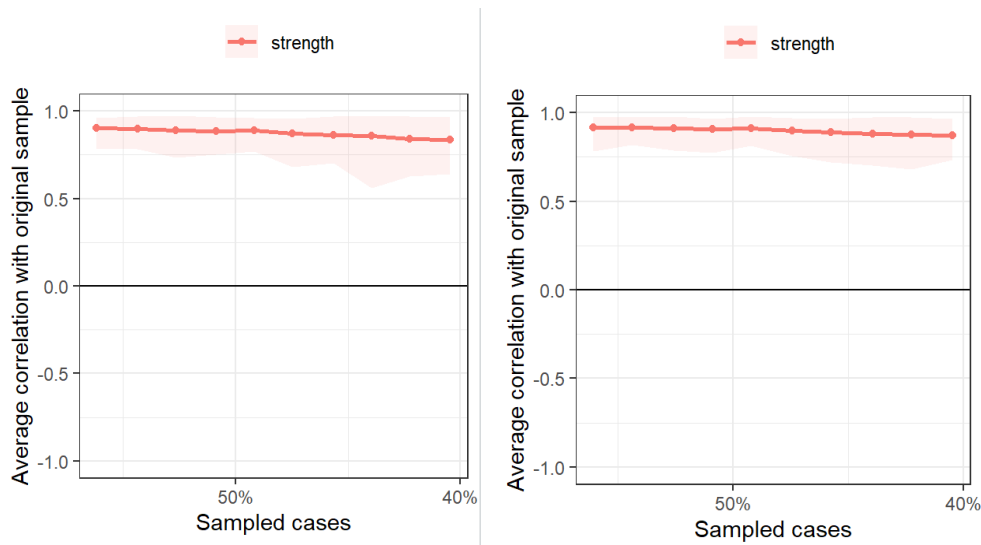 strength
Average correlation with original sample
1.0
0.5
0.0
-0.5
-1.0
50%
40%
Sampled cases
strength
Average correlation with original sample
1.0
0.5
0.0
-0.5
-1.0
50%
40%
Sampled cases